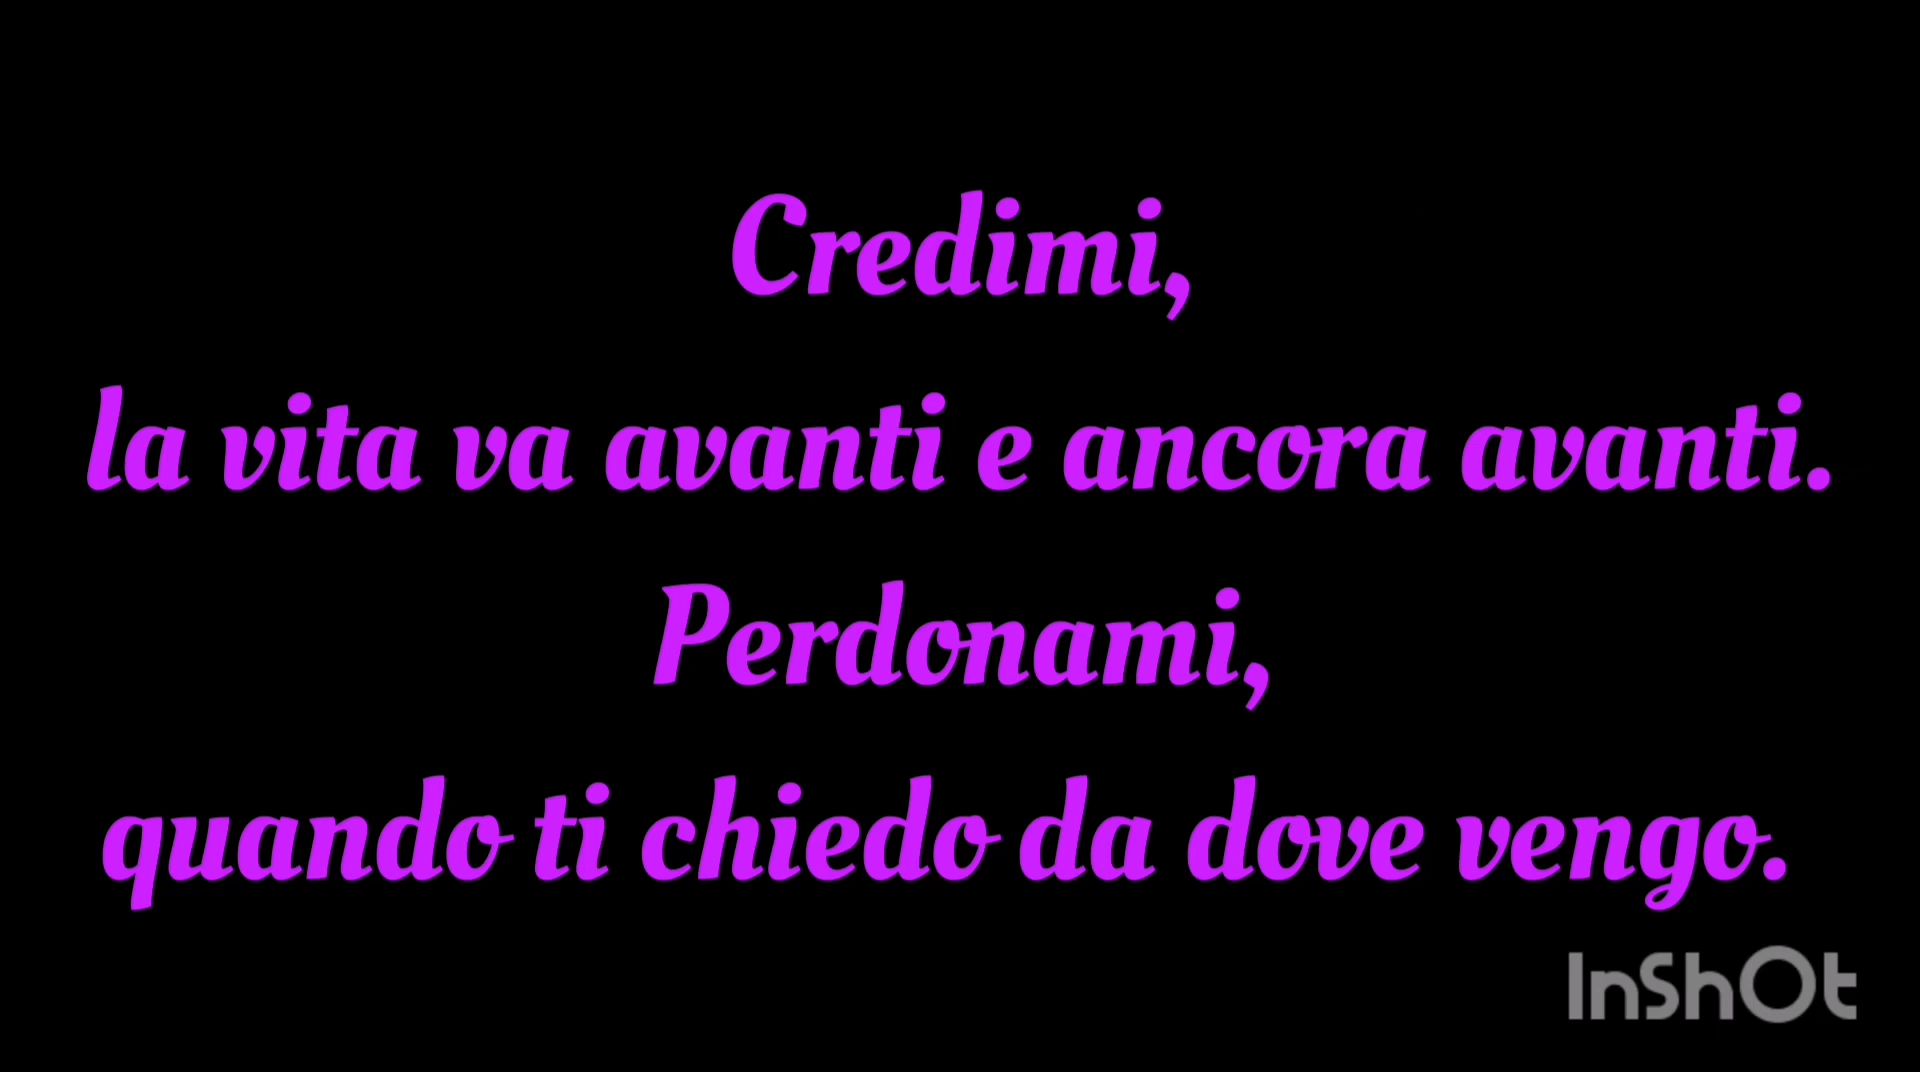 Credimi,
la vita va avanti e ancora avanti.
Perdonami,
quando ti chiedo da dove vengo.
InShOt